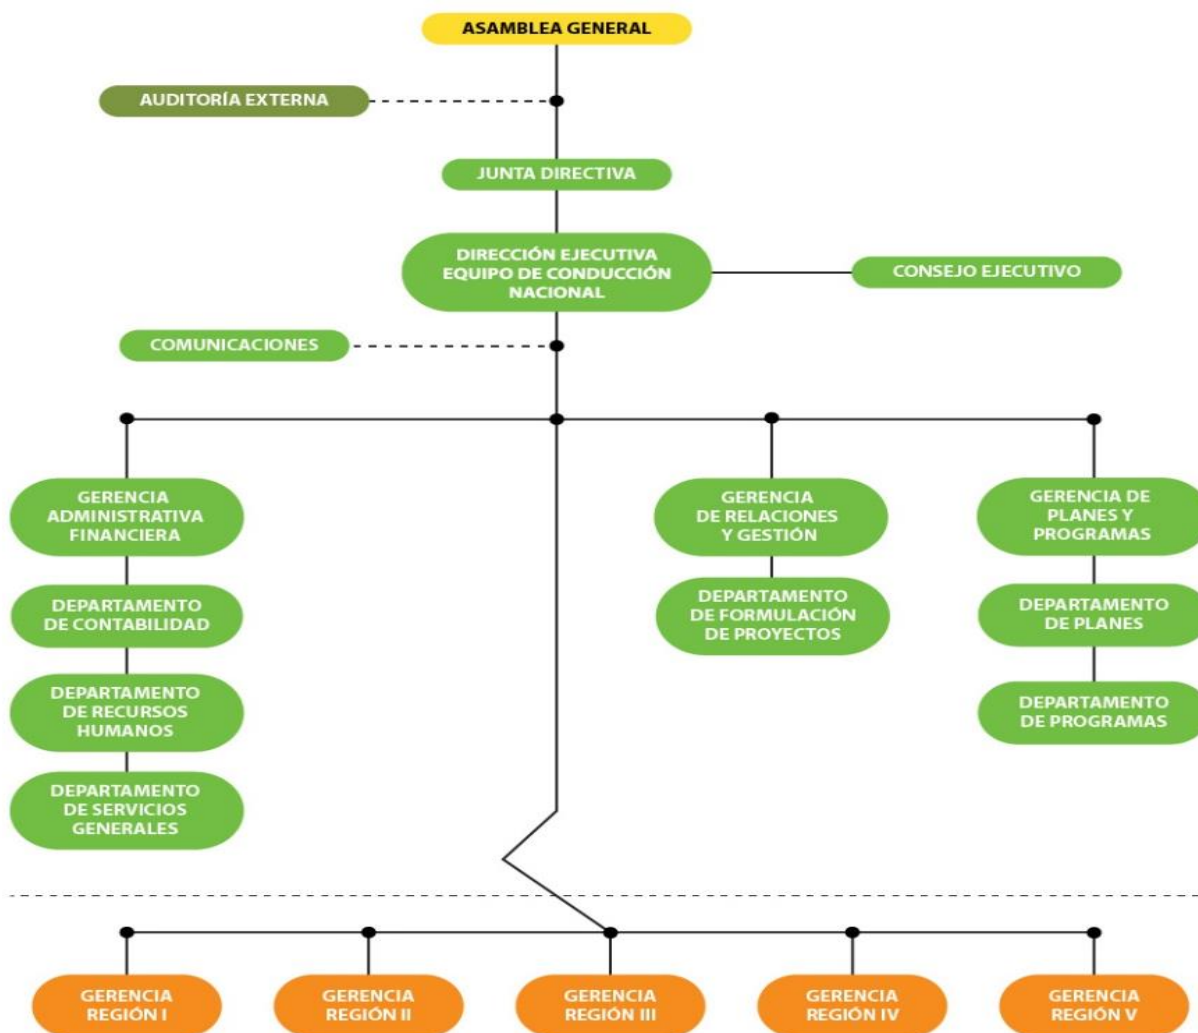 ASAMBLEA GENERAL
AUDITORÍA EXTERNA
JUNTA DIRECTIVA
DIRECCIÓN EJECUTIVA
EQUIPO DE CONDUCCIÓN
NACIONAL
CONSEJO EJECUTIVO
COMUNICACIONES
GERENCIA
ADMINISTRATIVA
FINANCIERA
DEPARTAMENTO
DE CONTABILIDAD
DEPARTAMENTO
DE RECURSOS
HUMANOS
DEPARTAMENTO
DE SERVICIOS
GENERALES
GERENCIA
DE RELACIONES
Y GESTIÓN
DEPARTAMENTO
DE FORMULACIÓN
DE PROYECTOS
GERENCIA DE
PLANES Y
PROGRAMAS
DEPARTAMENTO
DE PLANES
DEPARTAMENTO
DE PROGRAMAS
GERENCIA
REGIÓN I
GERENCIA
REGIÓN II
GERENCIA
REGIÓN III
GERENCIA
REGIÓN IV
GERENCIA
REGIÓN V